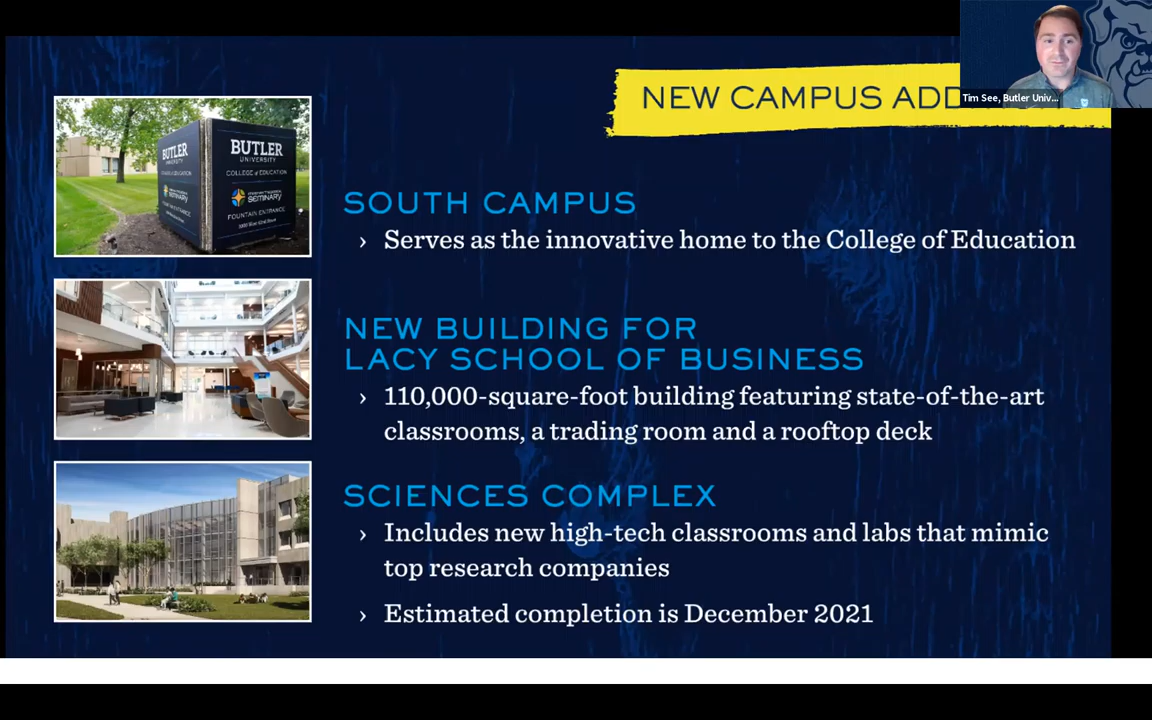 NEW CAMPUS ADD
Tim See, Butler Univ...
BUTLER
UNIVERSITY
COLLEGE of EDUCATION
SEMINARY
FOUNTAIN ENTRANCE
BUTLER
UNIVERSITY
SEMINARY
SOUTH CAMPUS
› Serves as the innovative home to the College of Education
NEW BUILDING FOR
LACY SCHOOL OF BUSINESS
› 110,000-square-foot building featuring state-of-the-art
classrooms, a trading room and a rooftop deck
SCIENCES COMPLEX
› Includes new high-tech classrooms and labs that mimic
top research companies
› Estimated completion is December 2021